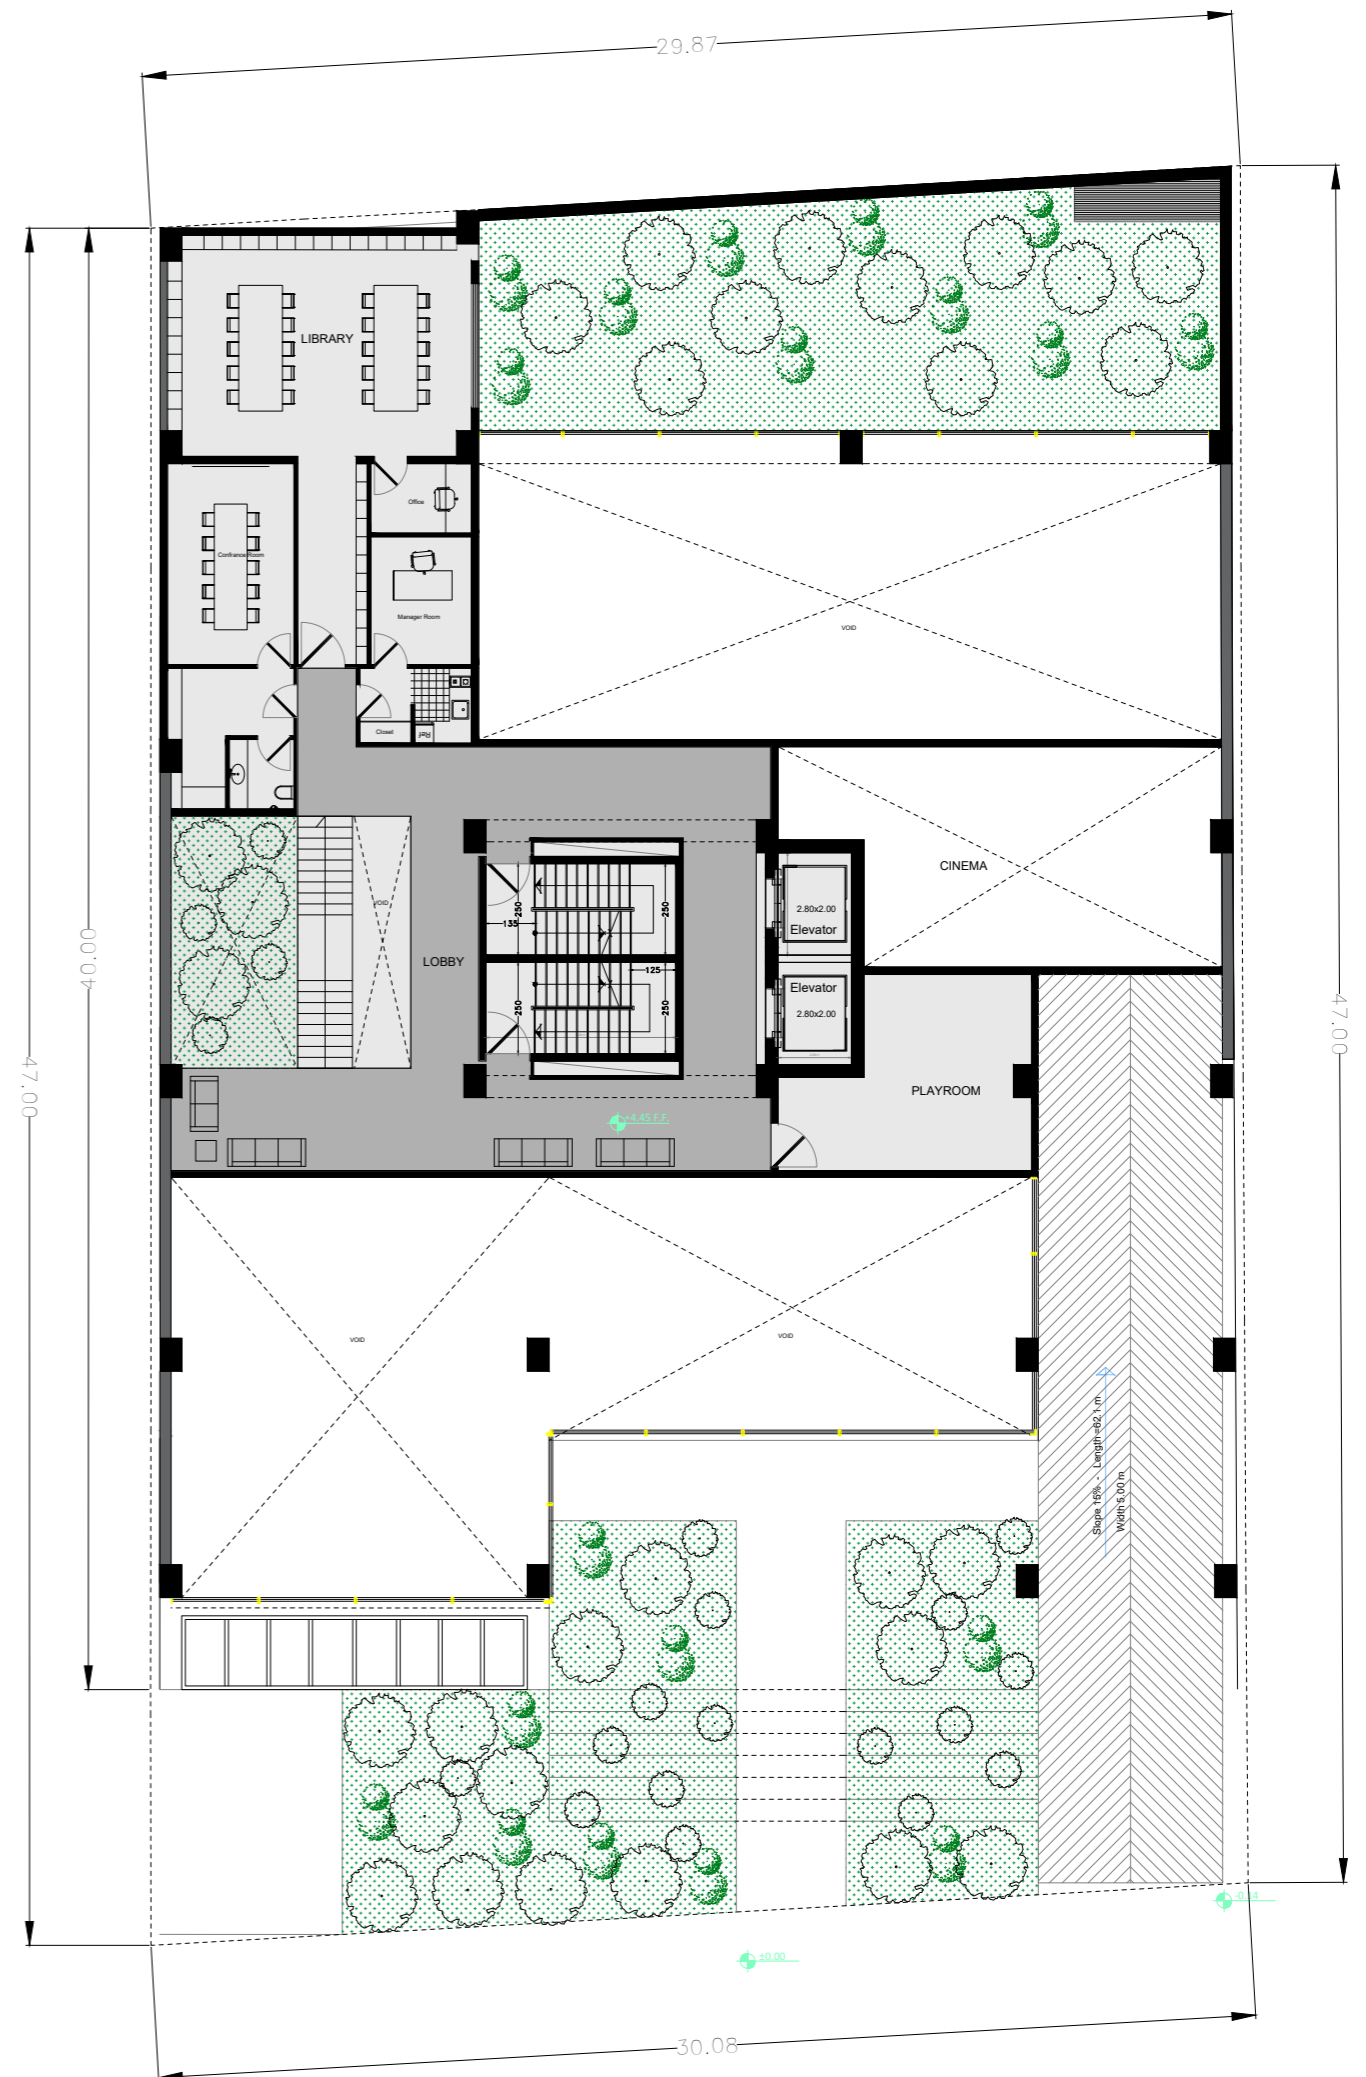 29.87
LIBRARY
Office
Confrance Room
Manager Room
VOID
Closet
Ref
CINEMA
VOID
250
250
135
2.80x2.00
Elevator
LOBBY
125
40.00
Elevator
250
250
2.80x2.00
47.00
47.00
PLAYROOM
+4.45 F.F.
VOID
VOID
Slope 15% - Length =62.1 m
Width 5.00 m
±0.00
30.08